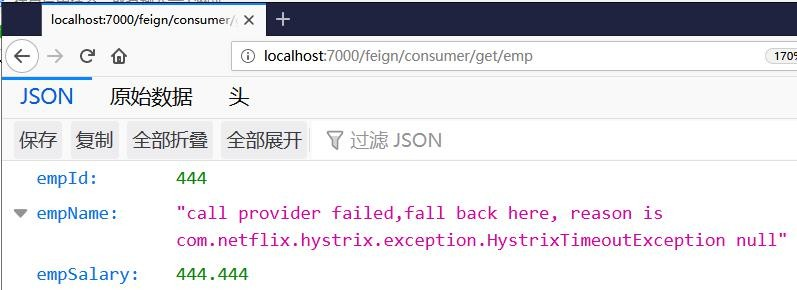 localhost:7000/feign/consumer/
localhost:7000/feign/consumer/get/emp
170%
JSON 原始数据 头
保存 复制 全部折叠 全部展开 过滤 JSON
empId: 444
empName: "call provider failed,fall back here, reason is
com.netflix.hystrix.exception.HystrixTimeoutException null"
empSalary: 444.444